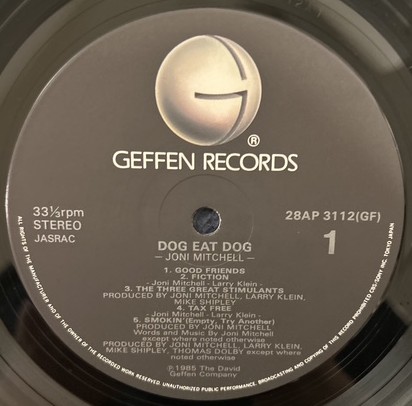 ®
GEFFEN RECORDS
33⅓rpm
STEREO
JASRAC
28AP 3112(GF)
1
DOG EAT DOG
– JONI MITCHELL –
1. GOOD FRIENDS
2. FICTION
- Joni Mitchell - Larry Klein -
3. THE THREE GREAT STIMULANTS
PRODUCED BY JONI MITCHELL, LARRY KLEIN,
MIKE SHIPLEY
4. TAX FREE
- Joni Mitchell - Larry Klein -
5. SMOKIN'(Empty, Try Another)
PRODUCED BY JONI MITCHELL
Words and Music By Joni Mitchell
except where noted otherwise
PRODUCED BY JONI MITCHELL, LARRY KLEIN,
MIKE SHIPLEY, THOMAS DOLBY except where
noted otherwise
℗1985 The David
Geffen Company
ALL RIGHTS OF THE MANUFACTURER AND OF THE OWNER OF THE RECORDED WORK RESERVED. UNAUTHORIZED PUBLIC PERFORMANCE, BROADCASTING AND COPYING OF THIS RECORD PROHIBITED. CBS/SONY INC. TOKYO JAPAN